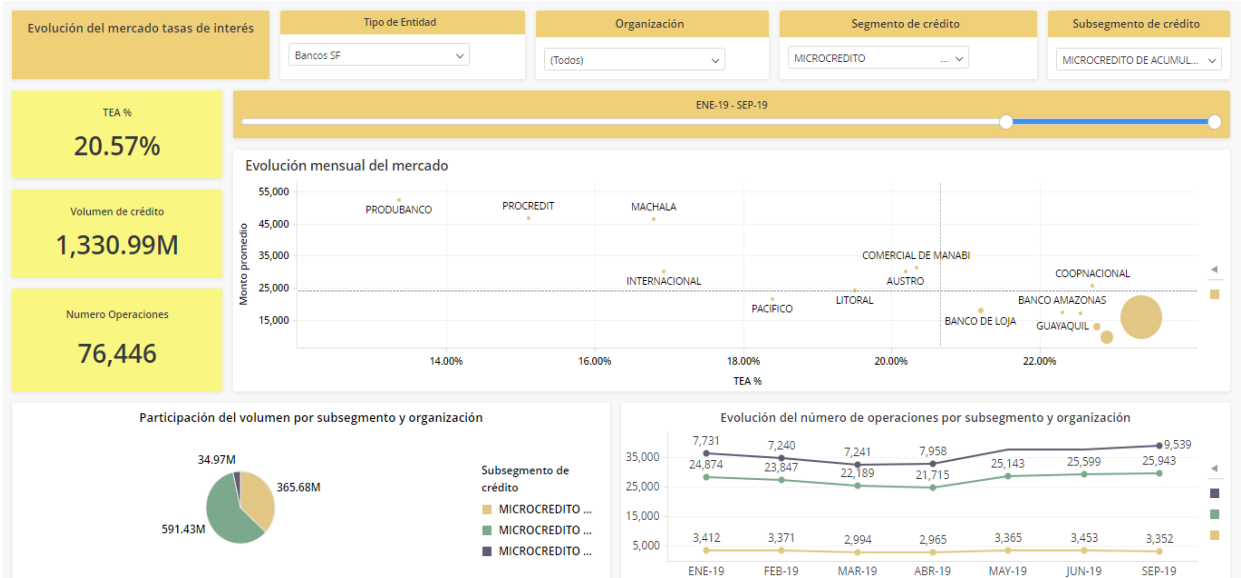 Evolución del mercado tasas de interés
Tipo de Entidad
Bancos SF
Organización
(Todos)
Segmento de crédito
MICROCREDITO ...
Subsegmento de crédito
MICROCREDITO DE ACUMUL...
TEA %
20.57%
Volumen de crédito
1,330.99M
Numero Operaciones
76,446
ENE-19 - SEP-19
Evolución mensual del mercado
Monto promedio
55,000
45,000
35,000
25,000
15,000
PRODUBANCO
PROCREDIT
MACHALA
INTERNACIONAL
COMERCIAL DE MANABI
AUSTRO
COOPNACIONAL
PACIFICO
LITORAL
BANCO AMAZONAS
BANCO DE LOJA
GUAYAQUIL
14.00%
16.00%
18.00%
20.00%
22.00%
TEA %
Participación del volumen por subsegmento y organización
34.97M
365.68M
591.43M
Subsegmento de
crédito
MICROCREDITO ...
MICROCREDITO ...
MICROCREDITO ...
Evolución del número de operaciones por subsegmento y organización
35,000
25,000
15,000
5,000
7,731
7,240
7,241
7,958
9,539
24,874
23,847
22,189
21,715
25,143
25,599
25,943
3,412
3,371
2,994
2,965
3,365
3,453
3,352
ENE-19
FEB-19
MAR-19
ABR-19
MAY-19
JUN-19
SEP-19